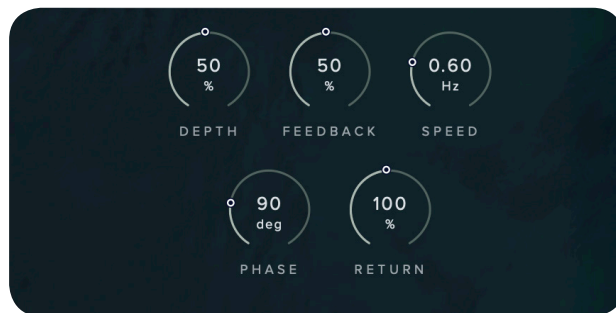 50 50 0.60
% % Hz
DEPTH FEEDBACK SPEED
90 100
deg %
PHASE RETURN